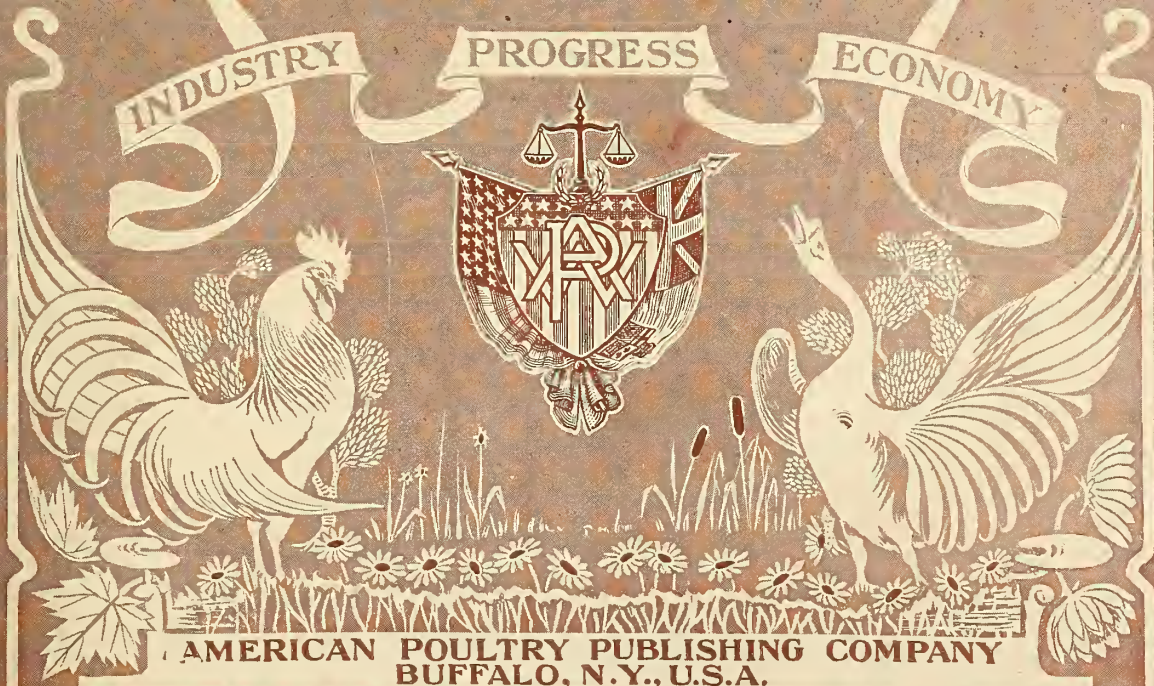 INDUSTRY PROGRESS ECONOMY
AMERICAN POULTRY PUBLISHING COMPANY
BUFFALO, N.Y., U.S.A.